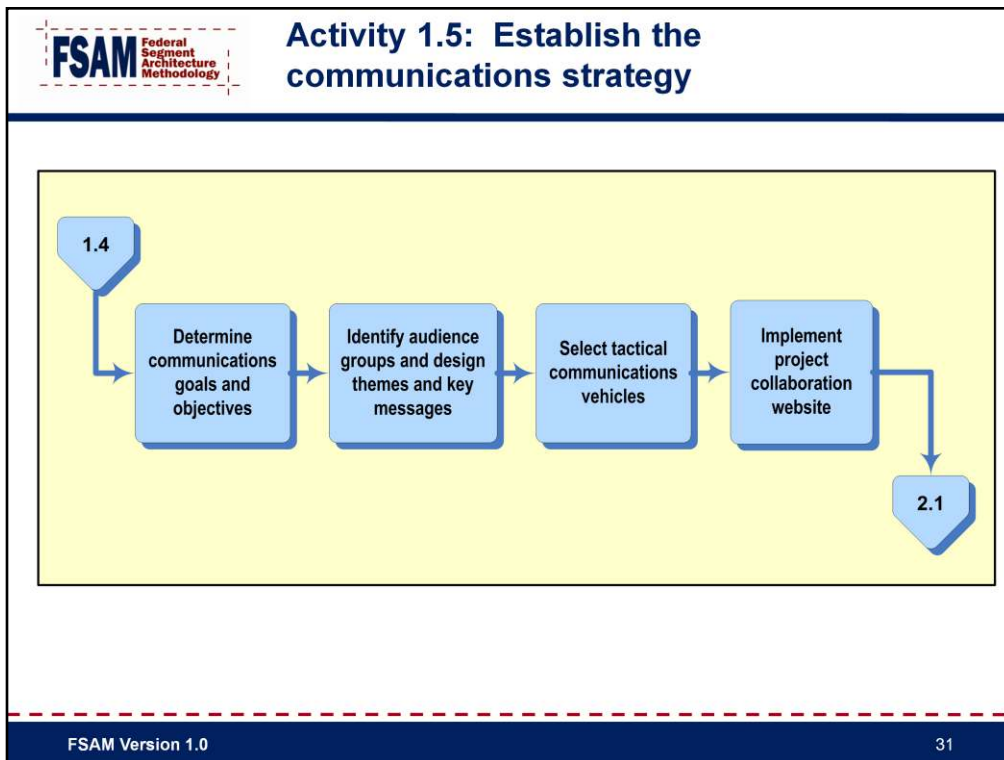 FSAM
Federal
Segment
Architecture
Methodology
Activity 1.5: Establish the
communications strategy
1.4
Determine
communications
goals and
objectives
Identify audience
groups and design
themes and key
messages
Select tactical
communications
vehicles
Implement
project
collaboration
website
2.1
FSAM Version 1.0
31